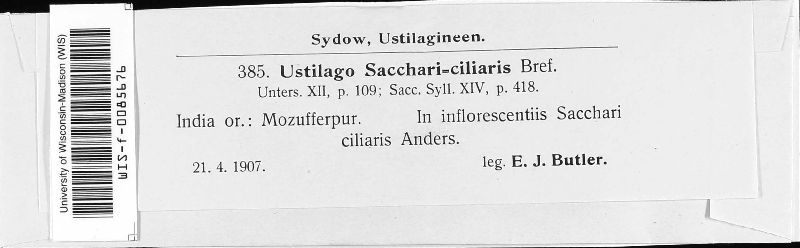 University of Wisconsin-Madison (WIS)
WIS-f-0085676
Sydow, Ustilagineen.
385. Ustilago Sacchari-ciliaris Bref.
Unters. XII, p. 109; Sacc. Syll. XIV, p. 418.
India or.: Mozufferpur. In inflorescentiis Sacchari
ciliaris Anders.
21. 4. 1907. leg. E. J. Butler.